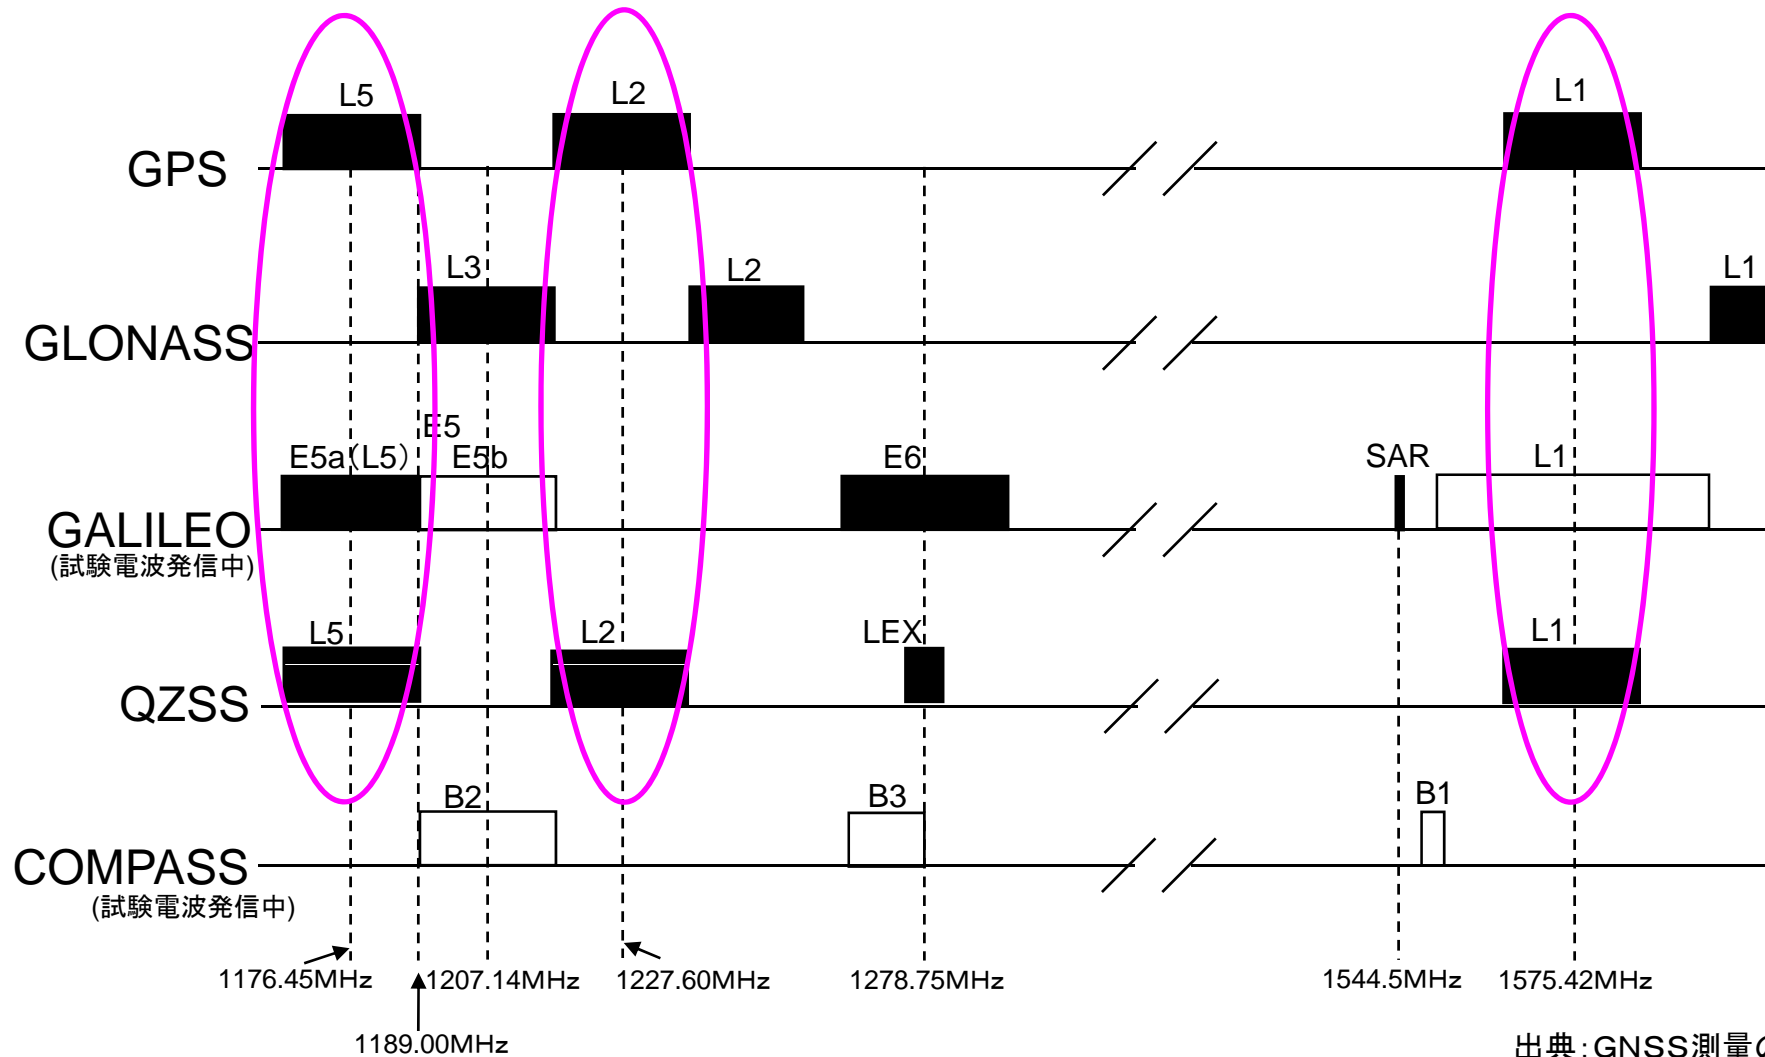 L5 L2 L1
GPS
L3 L2 L1
GLONASS
E5
E5a(L5) E5b E6 SAR L1
GALILEO
(試験電波発信中)
L5 L2 LEX L1
QZSS
B2 B3 B1
COMPASS
(試験電波発信中)
1176.45MHz 1207.14MHz 1227.60MHz 1278.75MHz 1544.5MHz 1575.42MHz
1189.00MHz
出典:GNSS測量の